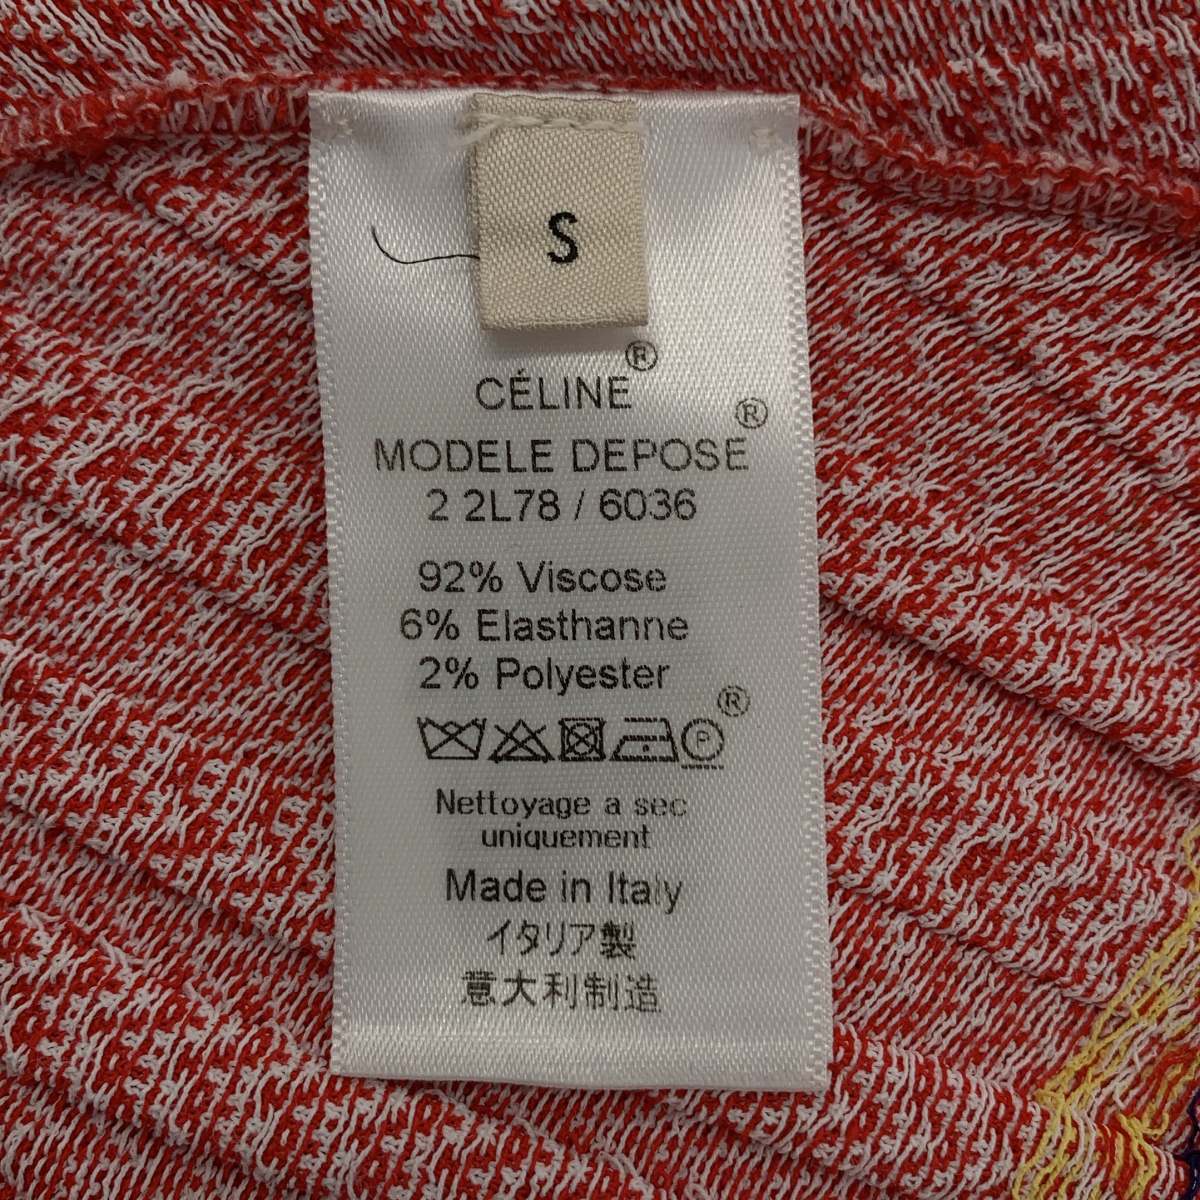 S
CÉLINE®
MODELE DEPOSE®
2 2L78 / 6036
92% Viscose
6% Elasthanne
2% Polyester
P ®
Nettoyage a sec
uniquement
Made in Italy
イタリア製
意大利制造